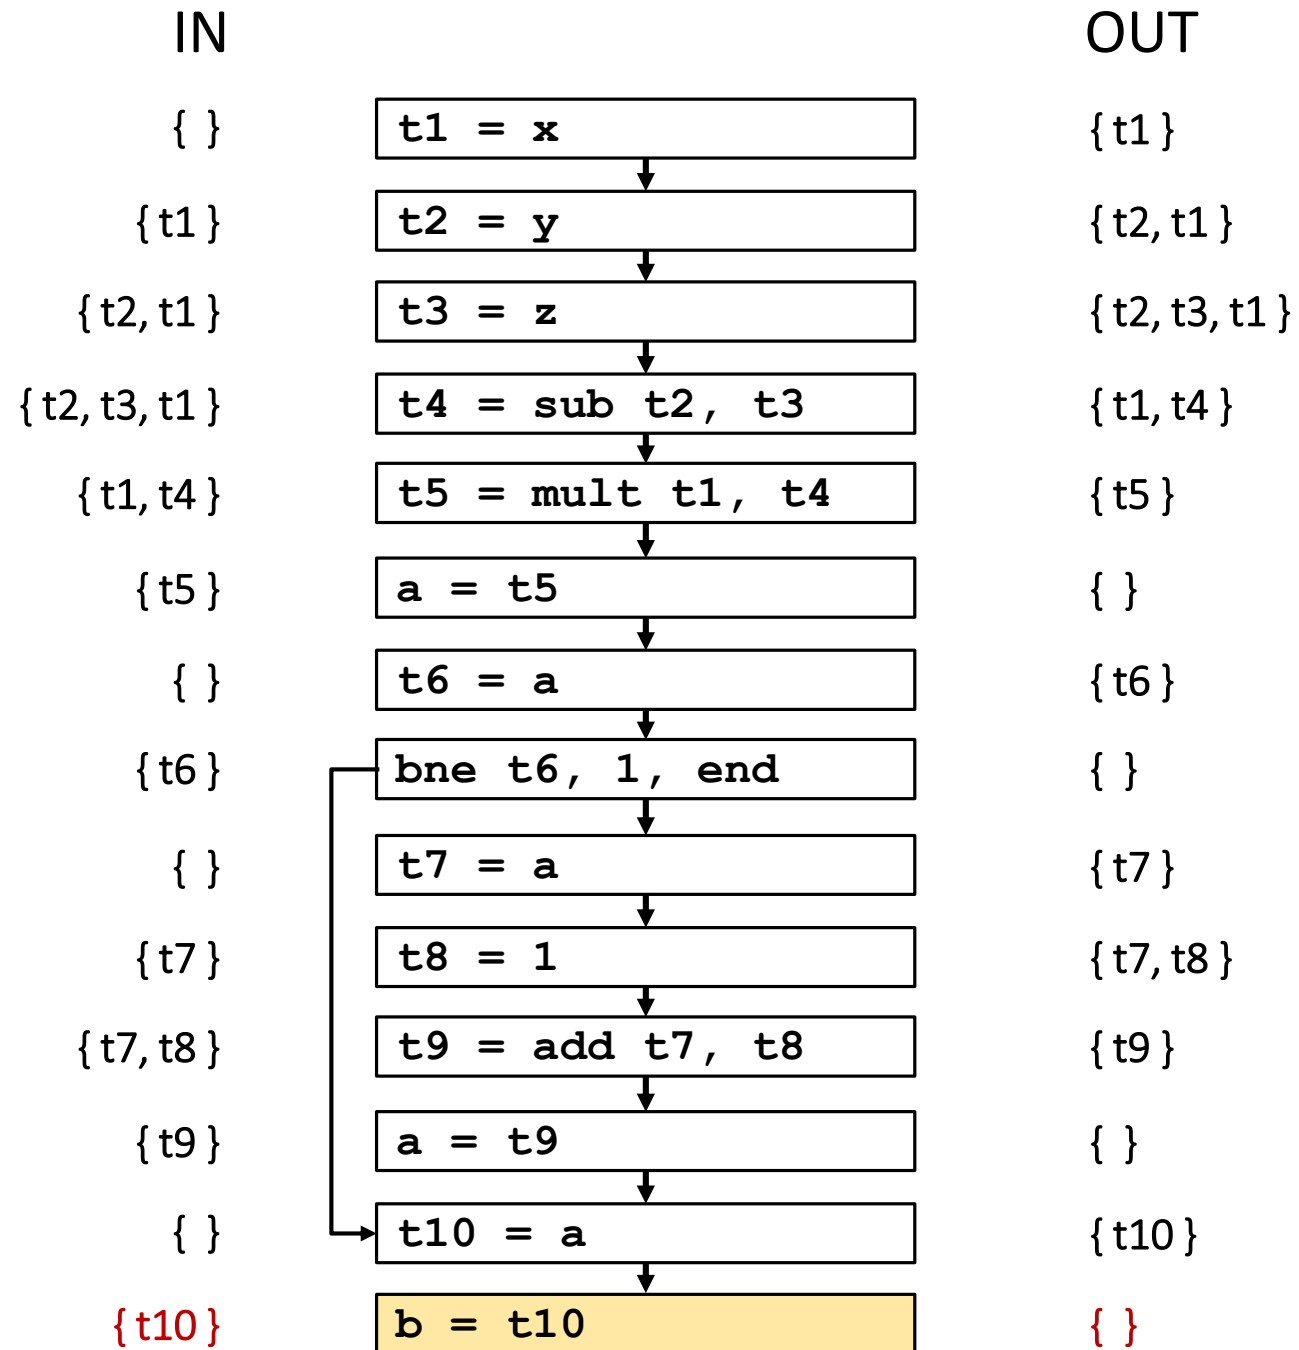 IN OUT
{ } t1 = x { t1 }
{ t1 } t2 = y { t2, t1 }
{ t2, t1 } t3 = z { t2, t3, t1 }
{ t2, t3, t1 } t4 = sub t2, t3 { t1, t4 }
{ t1, t4 } t5 = mult t1, t4 { t5 }
{ t5 } a = t5 { }
{ } t6 = a { t6 }
{ t6 } bne t6, 1, end { }
{ } t7 = a { t7 }
{ t7 } t8 = 1 { t7, t8 }
{ t7, t8 } t9 = add t7, t8 { t9 }
{ t9 } a = t9 { }
{ } t10 = a { t10 }
{ t10 } b = t10 { }